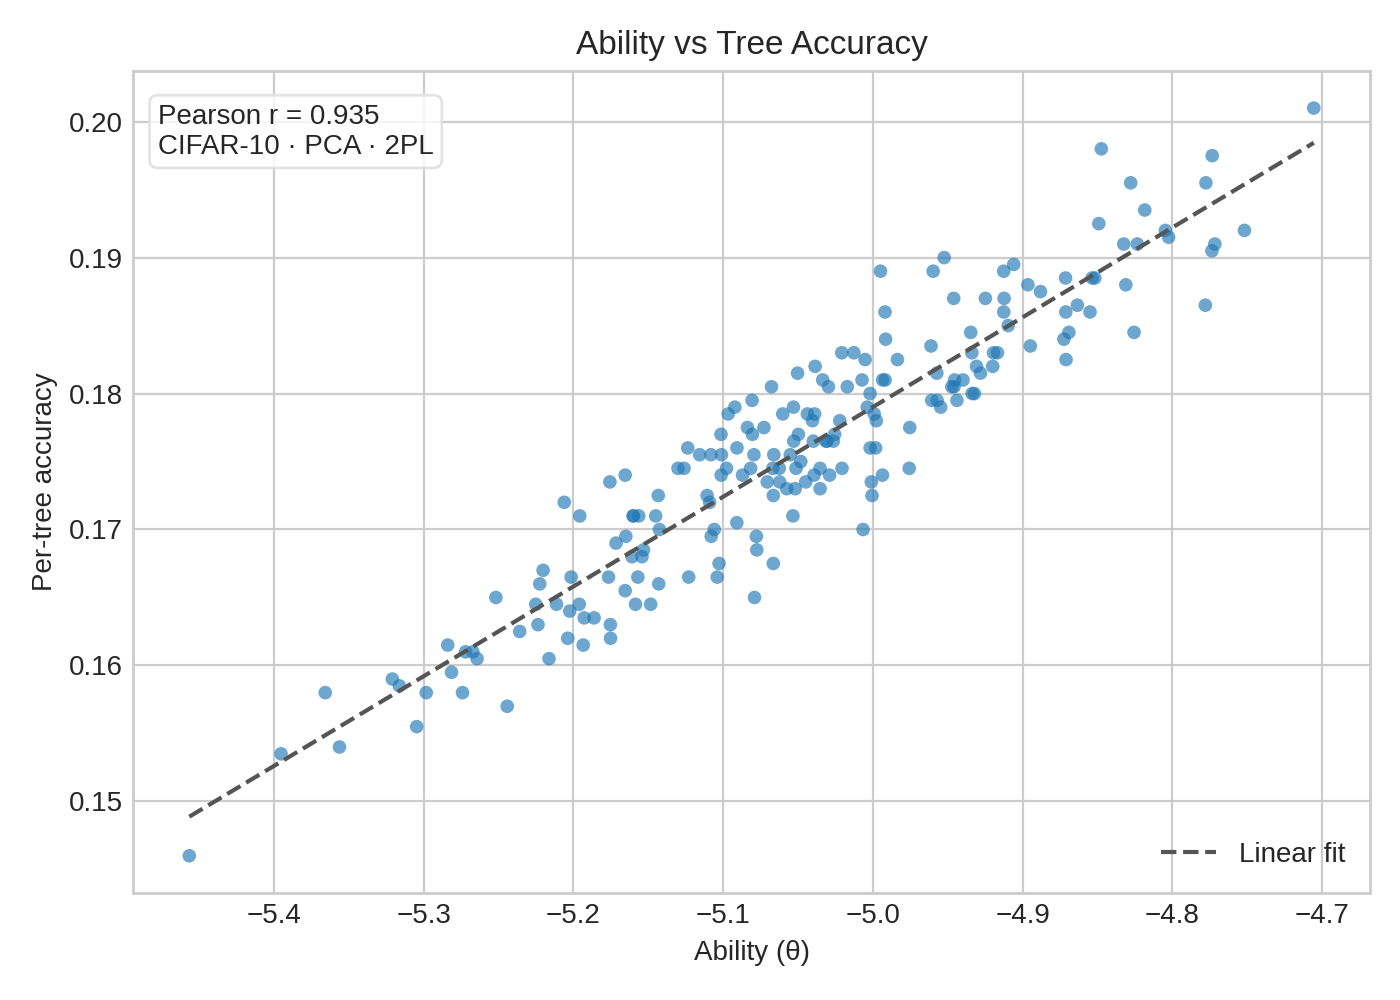 Ability vs Tree Accuracy
Pearson r = 0.935
CIFAR-10 · PCA · 2PL
Per-tree accuracy
0.20
0.19
0.18
0.17
0.16
0.15
Linear fit
−5.4
−5.3
−5.2
−5.1
−5.0
−4.9
−4.8
−4.7
Ability (θ)